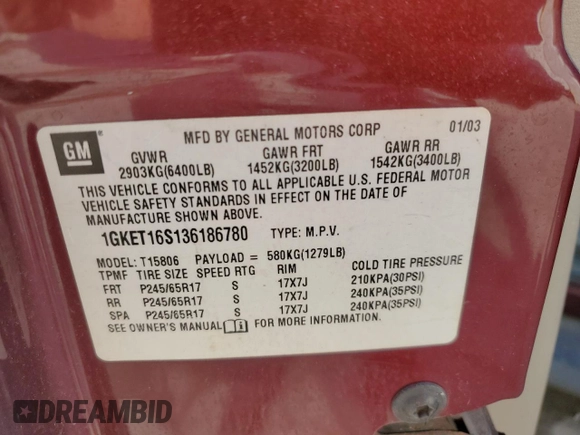 GM
MFD BY GENERAL MOTORS CORP 01/03
GVWR GAWR FRT GAWR RR
2903KG(6400LB) 1452KG(3200LB) 1542KG(3400LB)
THIS VEHICLE CONFORMS TO ALL APPLICABLE U.S. FEDERAL MOTOR
VEHICLE SAFETY STANDARDS IN EFFECT ON THE DATE OF
MANUFACTURE SHOWN ABOVE.
1GKET16S136186780 TYPE: M.P.V.
MODEL: T15806 PAYLOAD = 580KG(1279LB)
TPMF TIRE SIZE SPEED RTG RIM COLD TIRE PRESSURE
FRT P245/65R17 S 17X7J 210KPA(30PSI)
RR P245/65R17 S 17X7J 240KPA(35PSI)
SPA P245/65R17 S 17X7J 240KPA(35PSI)
SEE OWNER'S MANUAL FOR MORE INFORMATION.
DREAMBID